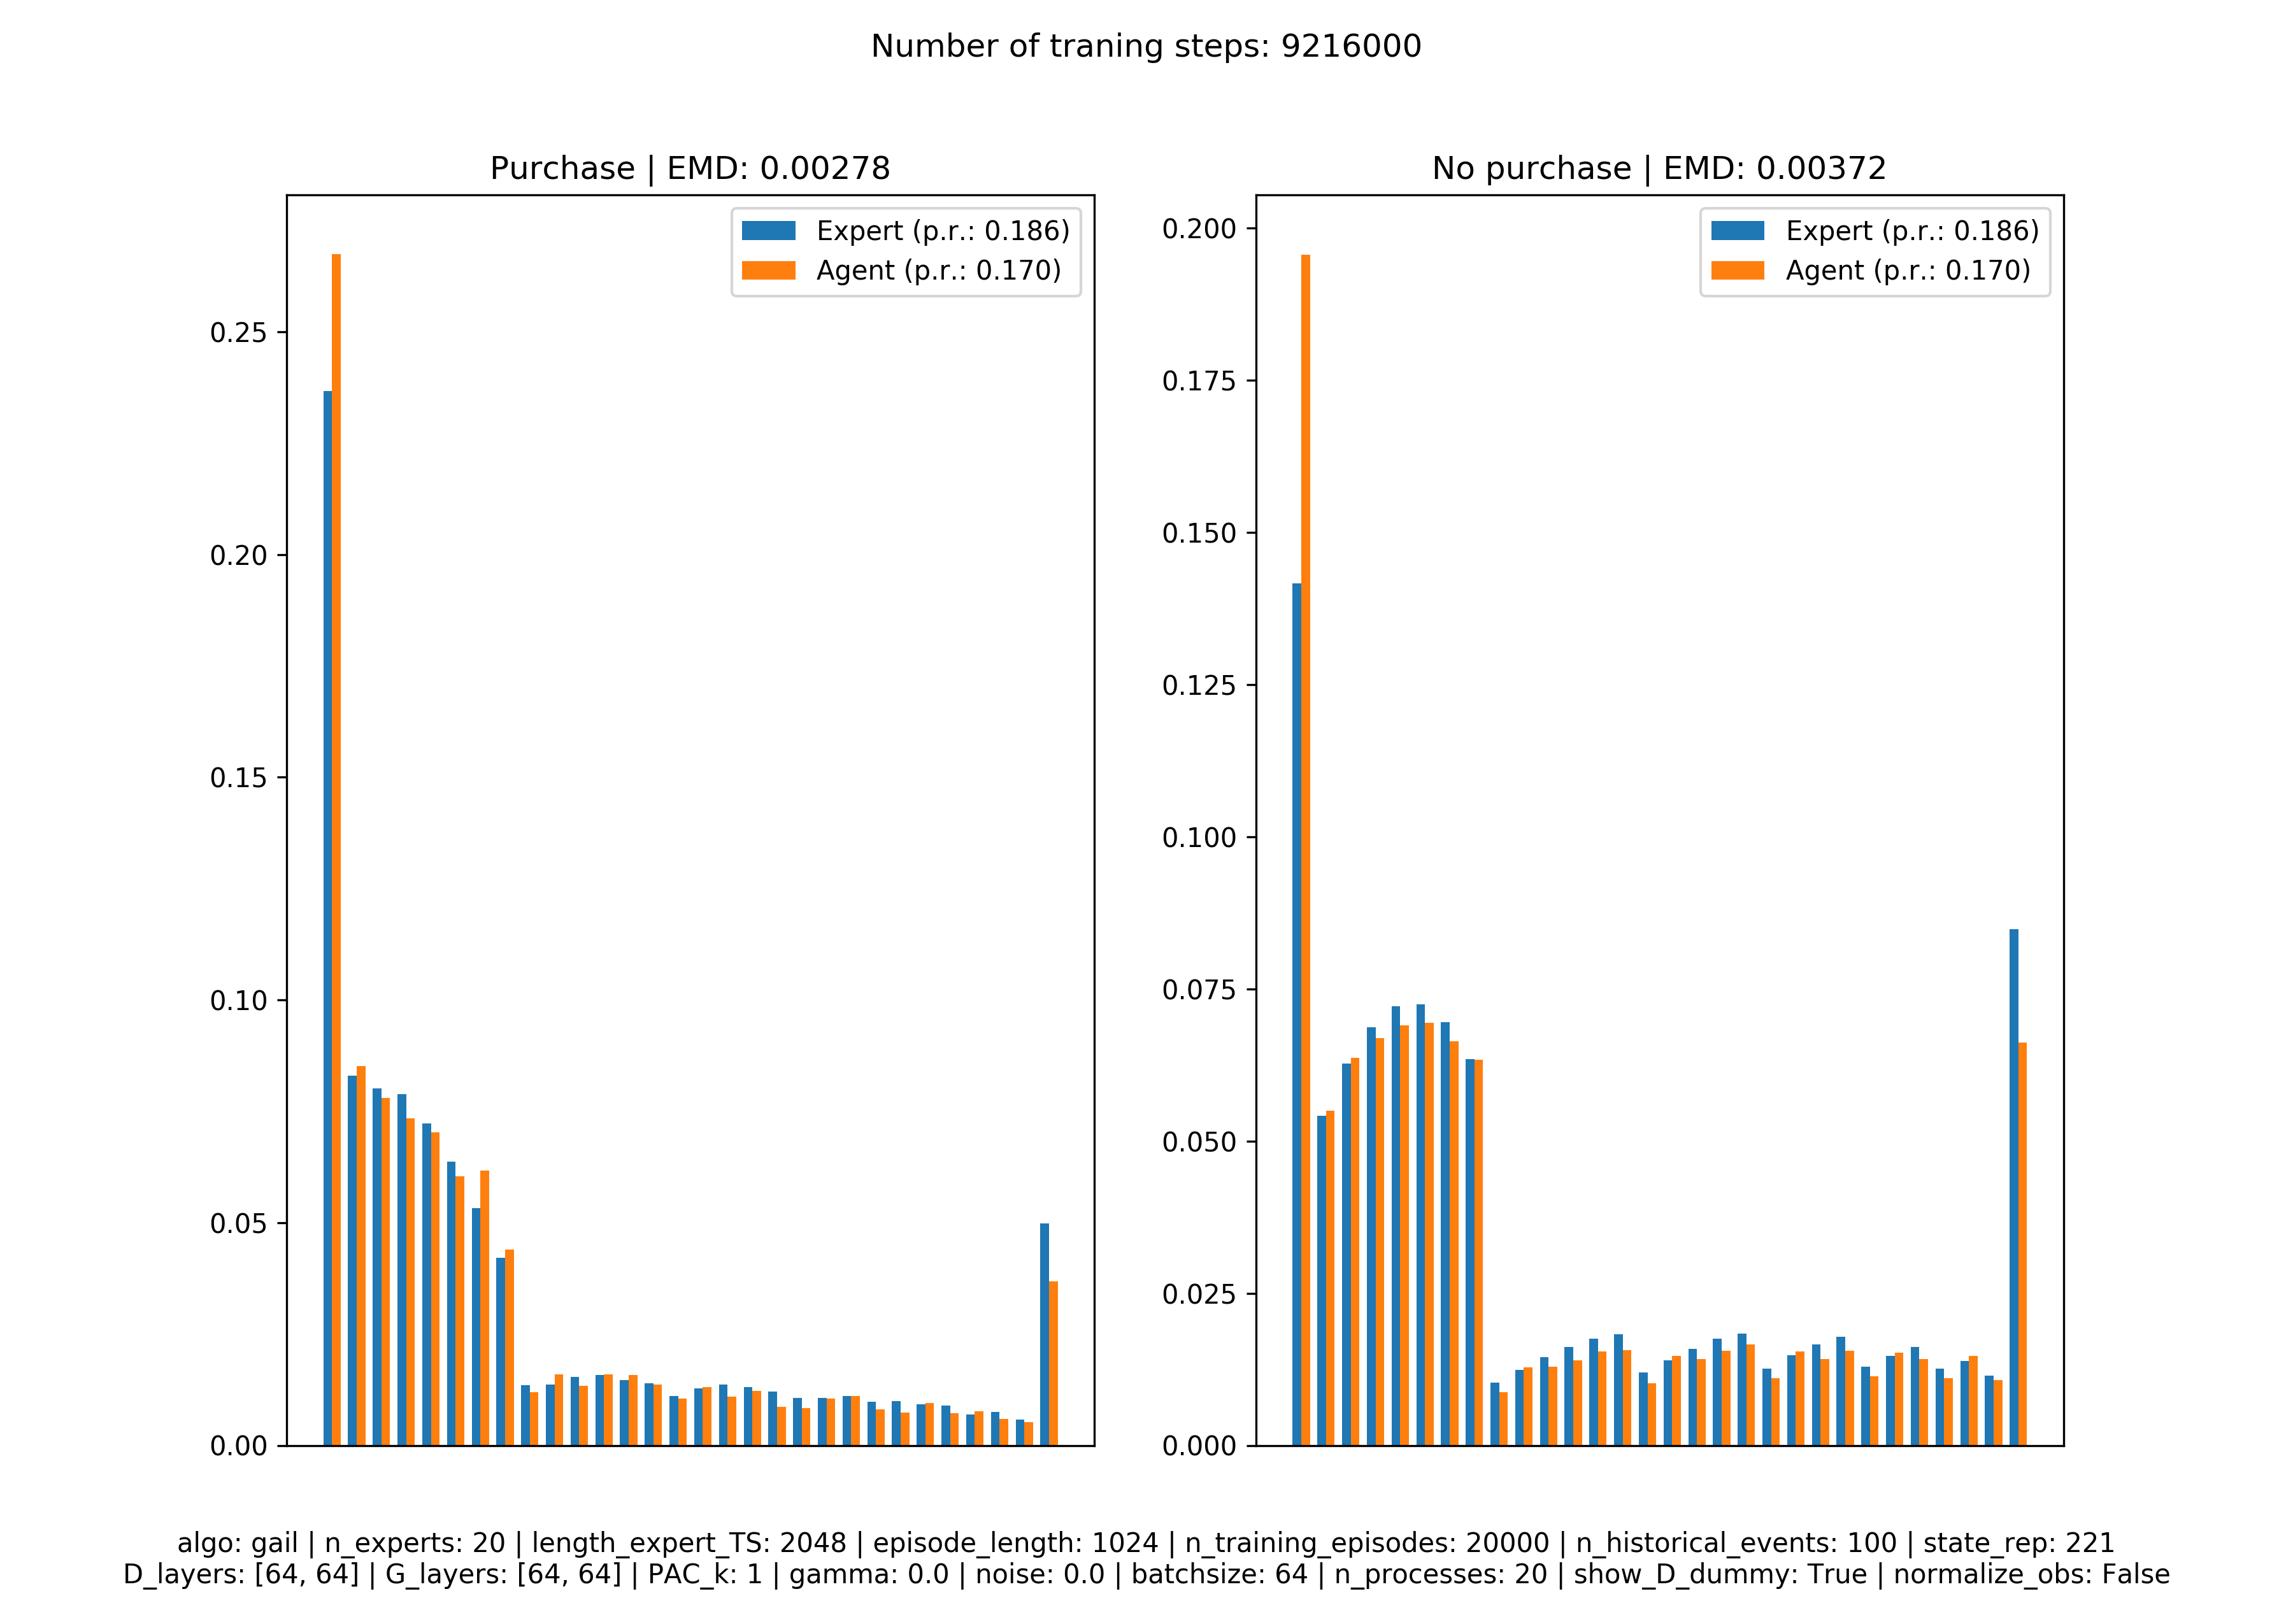 Number of traning steps: 9216000
Purchase | EMD: 0.00278
Expert (p.r.: 0.186)
Agent (p.r.: 0.170)
0.25
0.20
0.15
0.10
0.05
0.00
No purchase | EMD: 0.00372
Expert (p.r.: 0.186)
Agent (p.r.: 0.170)
0.200
0.175
0.150
0.125
0.100
0.075
0.050
0.025
0.000
algo: gail | n_experts: 20 | length_expert_TS: 2048 | episode_length: 1024 | n_training_episodes: 20000 | n_historical_events: 100 | state_rep: 221
D_layers: [64, 64] | G_layers: [64, 64] | PAC_k: 1 | gamma: 0.0 | noise: 0.0 | batchsize: 64 | n_processes: 20 | show_D_dummy: True | normalize_obs: False